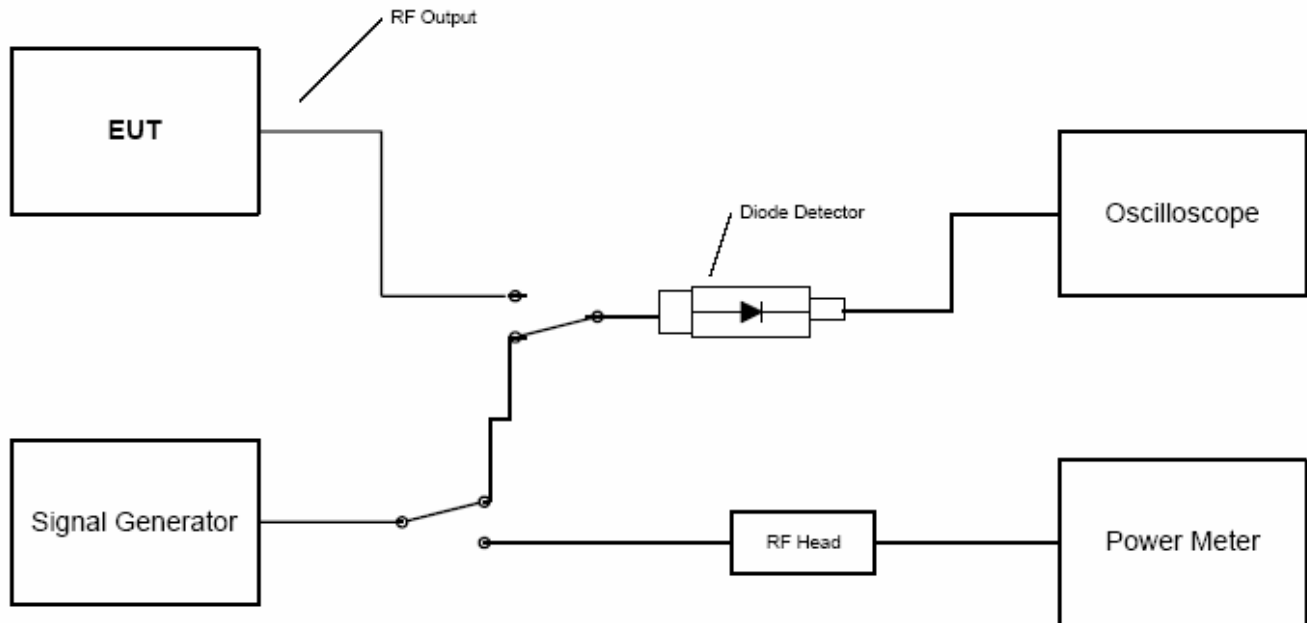 RF Output
EUT
Diode Detector
Oscilloscope
Signal Generator
RF Head
Power Meter